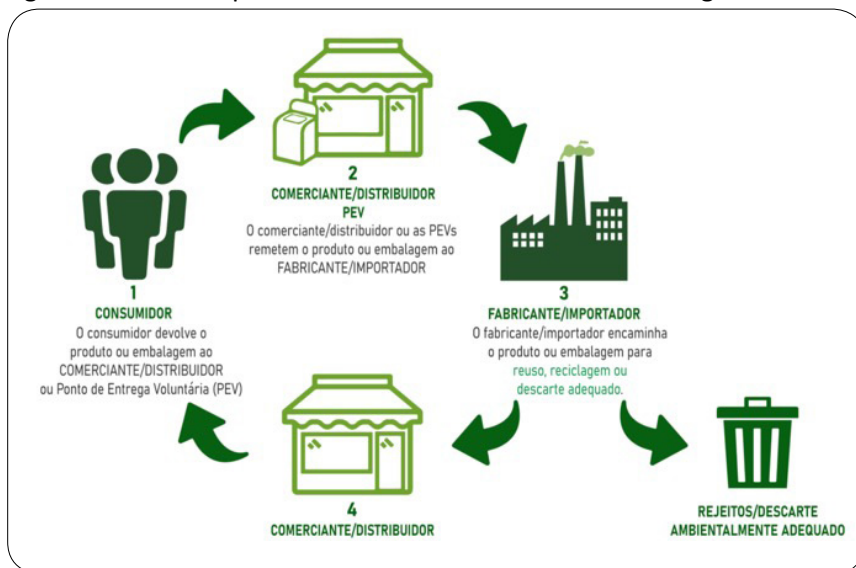 2
COMERCIANTE/DISTRIBUIDOR
PEV
O comerciante/distribuidor ou as PEVs
remetem o produto ou embalagem ao
FABRICANTE/IMPORTADOR
1
CONSUMIDOR
O consumidor devolve o
produto ou embalagem ao
COMERCIANTE/DISTRIBUIDOR
ou Ponto de Entrega Voluntária (PEV)
3
FABRICANTE/IMPORTADOR
O fabricante/importador encaminha
o produto ou embalagem para
reuso, reciclagem ou
descarte adequado.
4
COMERCIANTE/DISTRIBUIDOR
REJEITOS/DESCARTE
AMBIENTALMENTE ADEQUADO